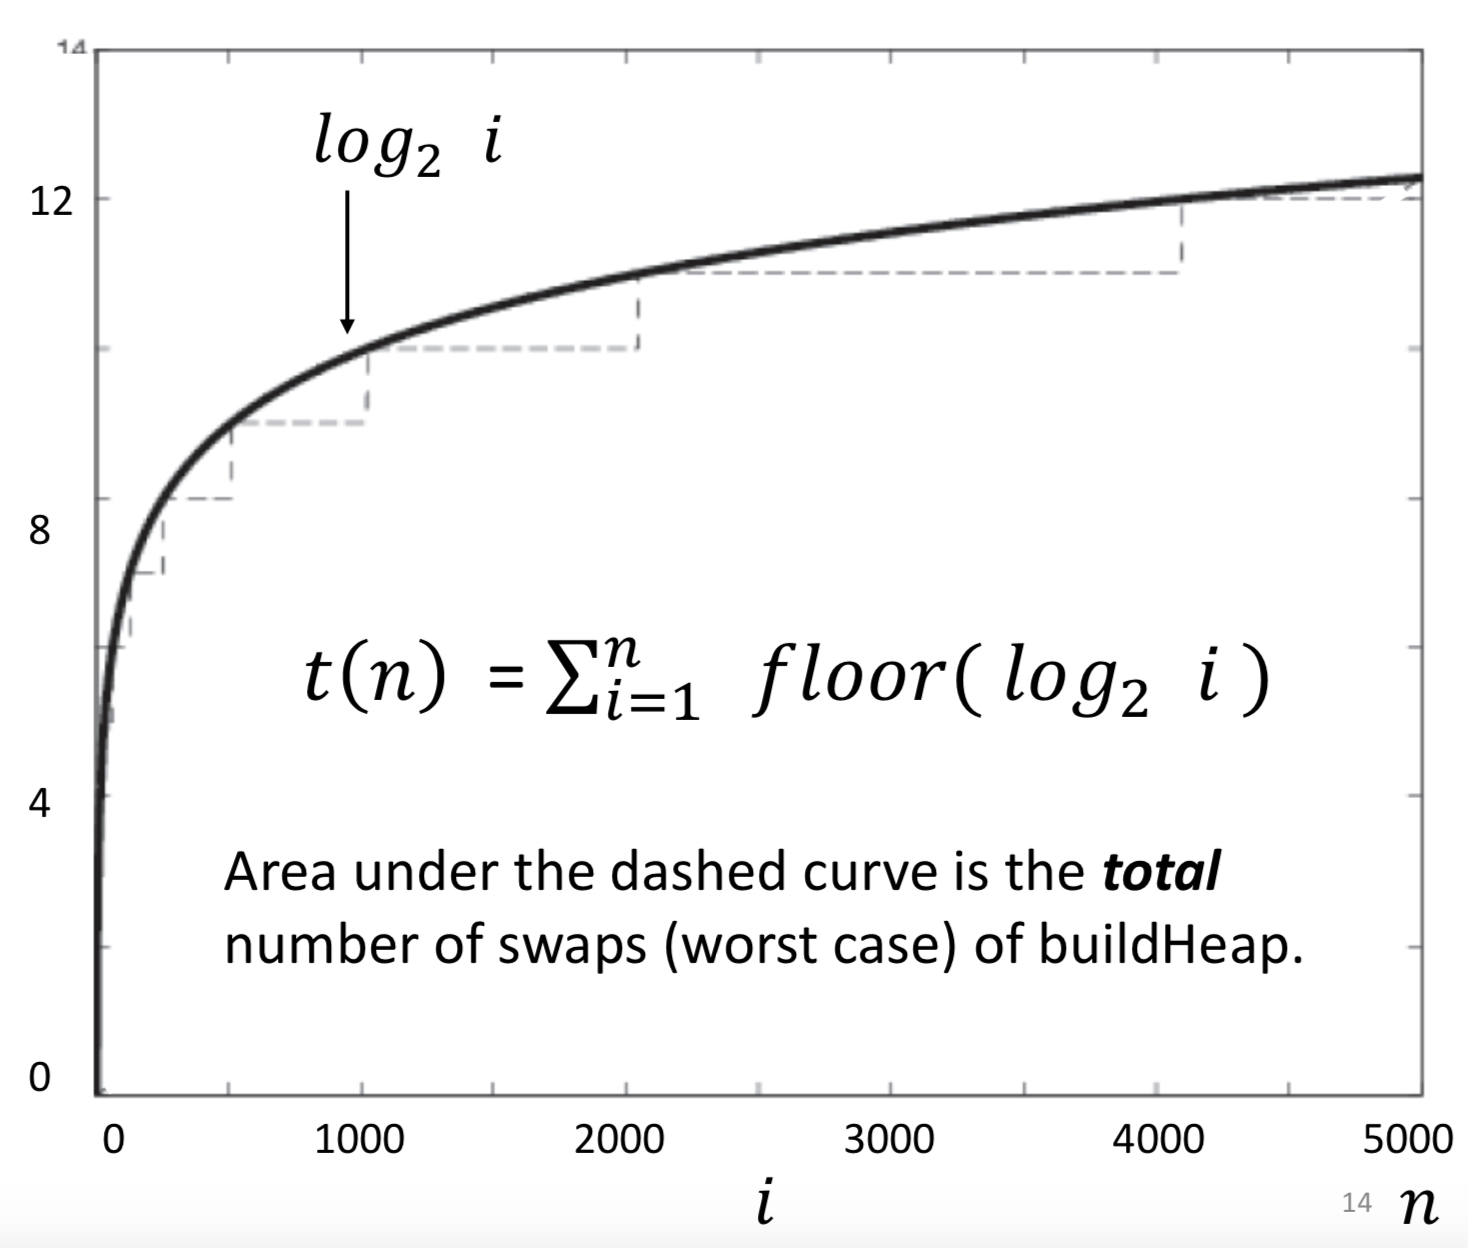 14
log₂ i
12
8
t(n) = ∑ⁿᵢ₌₁ floor( log₂ i )
4
Area under the dashed curve is the total
number of swaps (worst case) of buildHeap.
0
0 1000 2000 3000 4000 5000
i
14 n